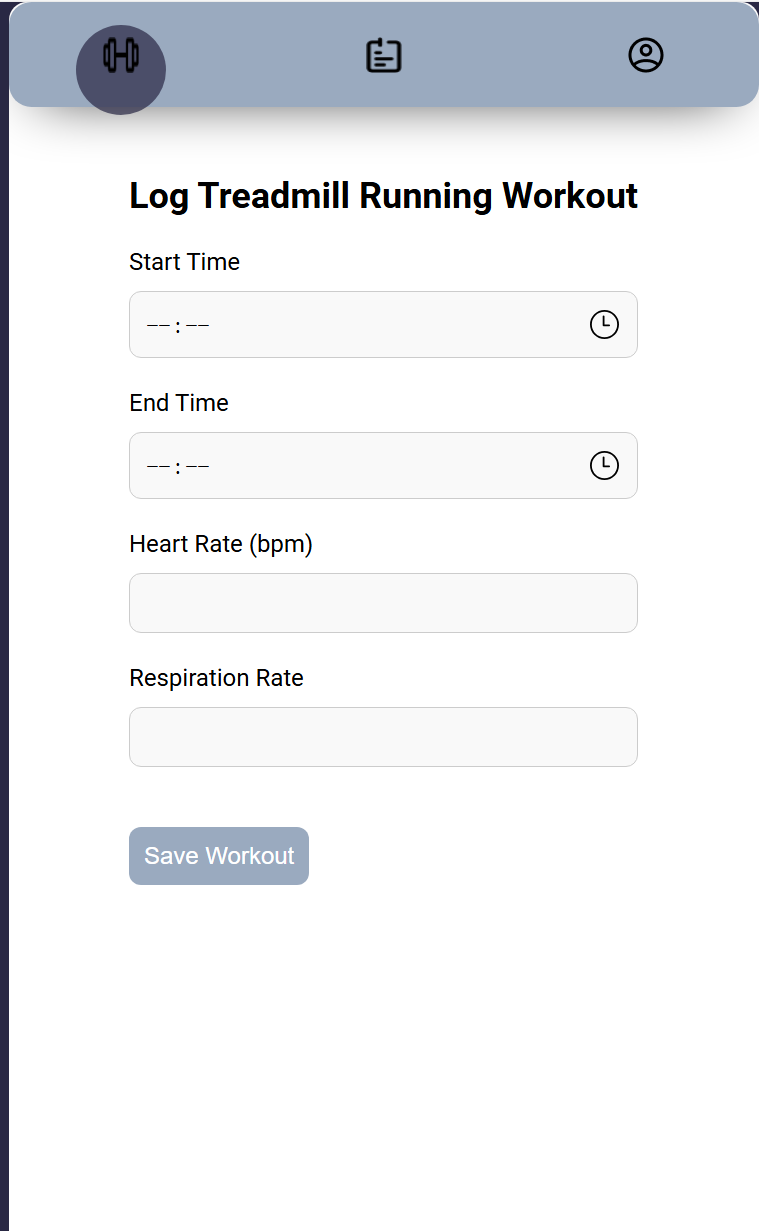 Log Treadmill Running Workout
Start Time
--:--
End Time
--:--
Heart Rate (bpm)
Respiration Rate
Save Workout